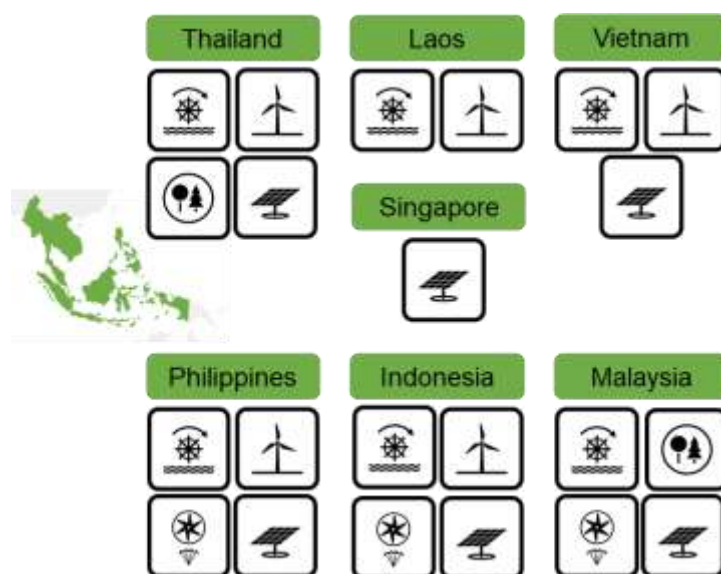 Thailand
Laos
Vietnam
Singapore
Philippines
Indonesia
Malaysia